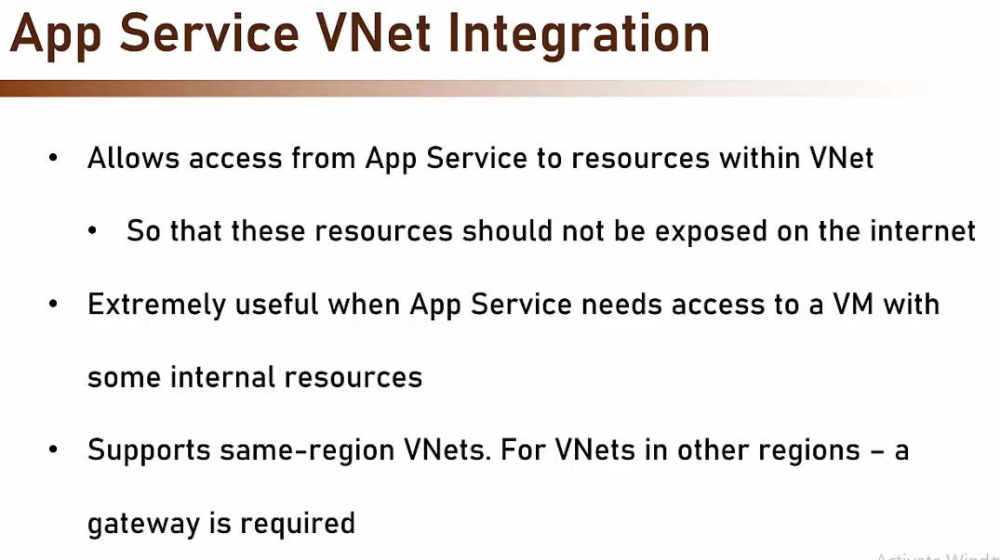 App Service VNet Integration
• Allows access from App Service to resources within VNet
• So that these resources should not be exposed on the internet
• Extremely useful when App Service needs access to a VM with
some internal resources
• Supports same-region VNets. For VNets in other regions – a
gateway is required
Activate